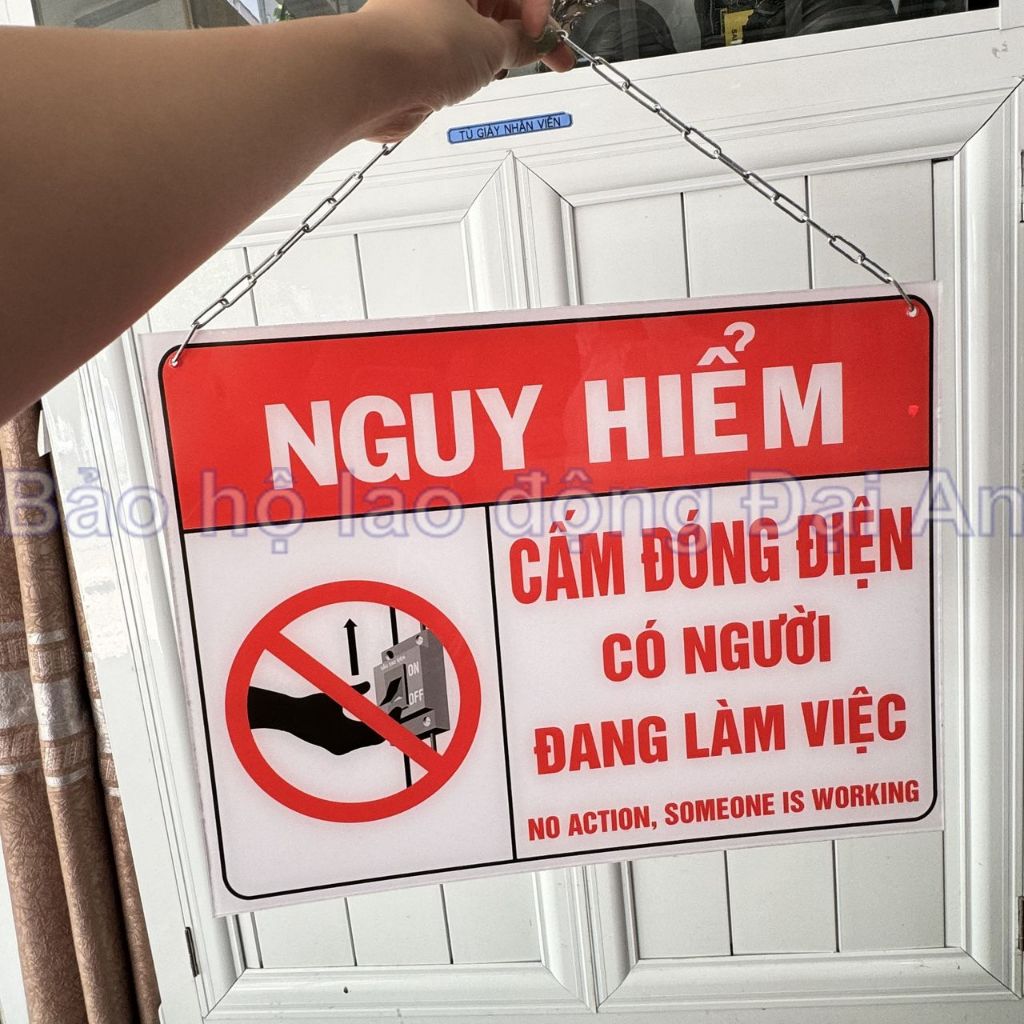 TỦ GIÀY NHÂN VIÊN
NGUY HIỂM
Bảo hộ lao động Đại An
CẤM ĐÓNG ĐIỆN
CÓ NGƯỜI
ĐANG LÀM VIỆC
NO ACTION, SOMEONE IS WORKING
ON
OFF